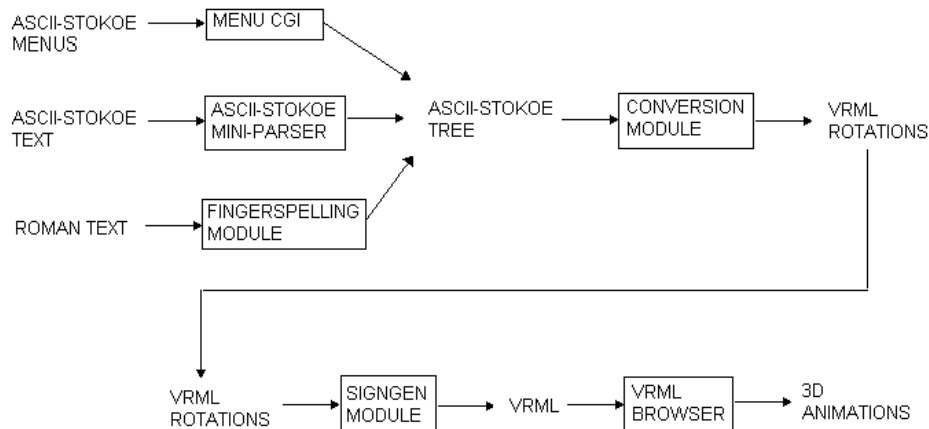 ASCII-STOKOE
MENUS
MENU CGI
ASCII-STOKOE
TEXT
ASCII-STOKOE
MINI-PARSER
ROMAN TEXT
FINGERSPELLING
MODULE
ASCII-STOKOE
TREE
CONVERSION
MODULE
VRML
ROTATIONS
VRML
ROTATIONS
SIGNGEN
MODULE
VRML
VRML
BROWSER
3D
ANIMATIONS